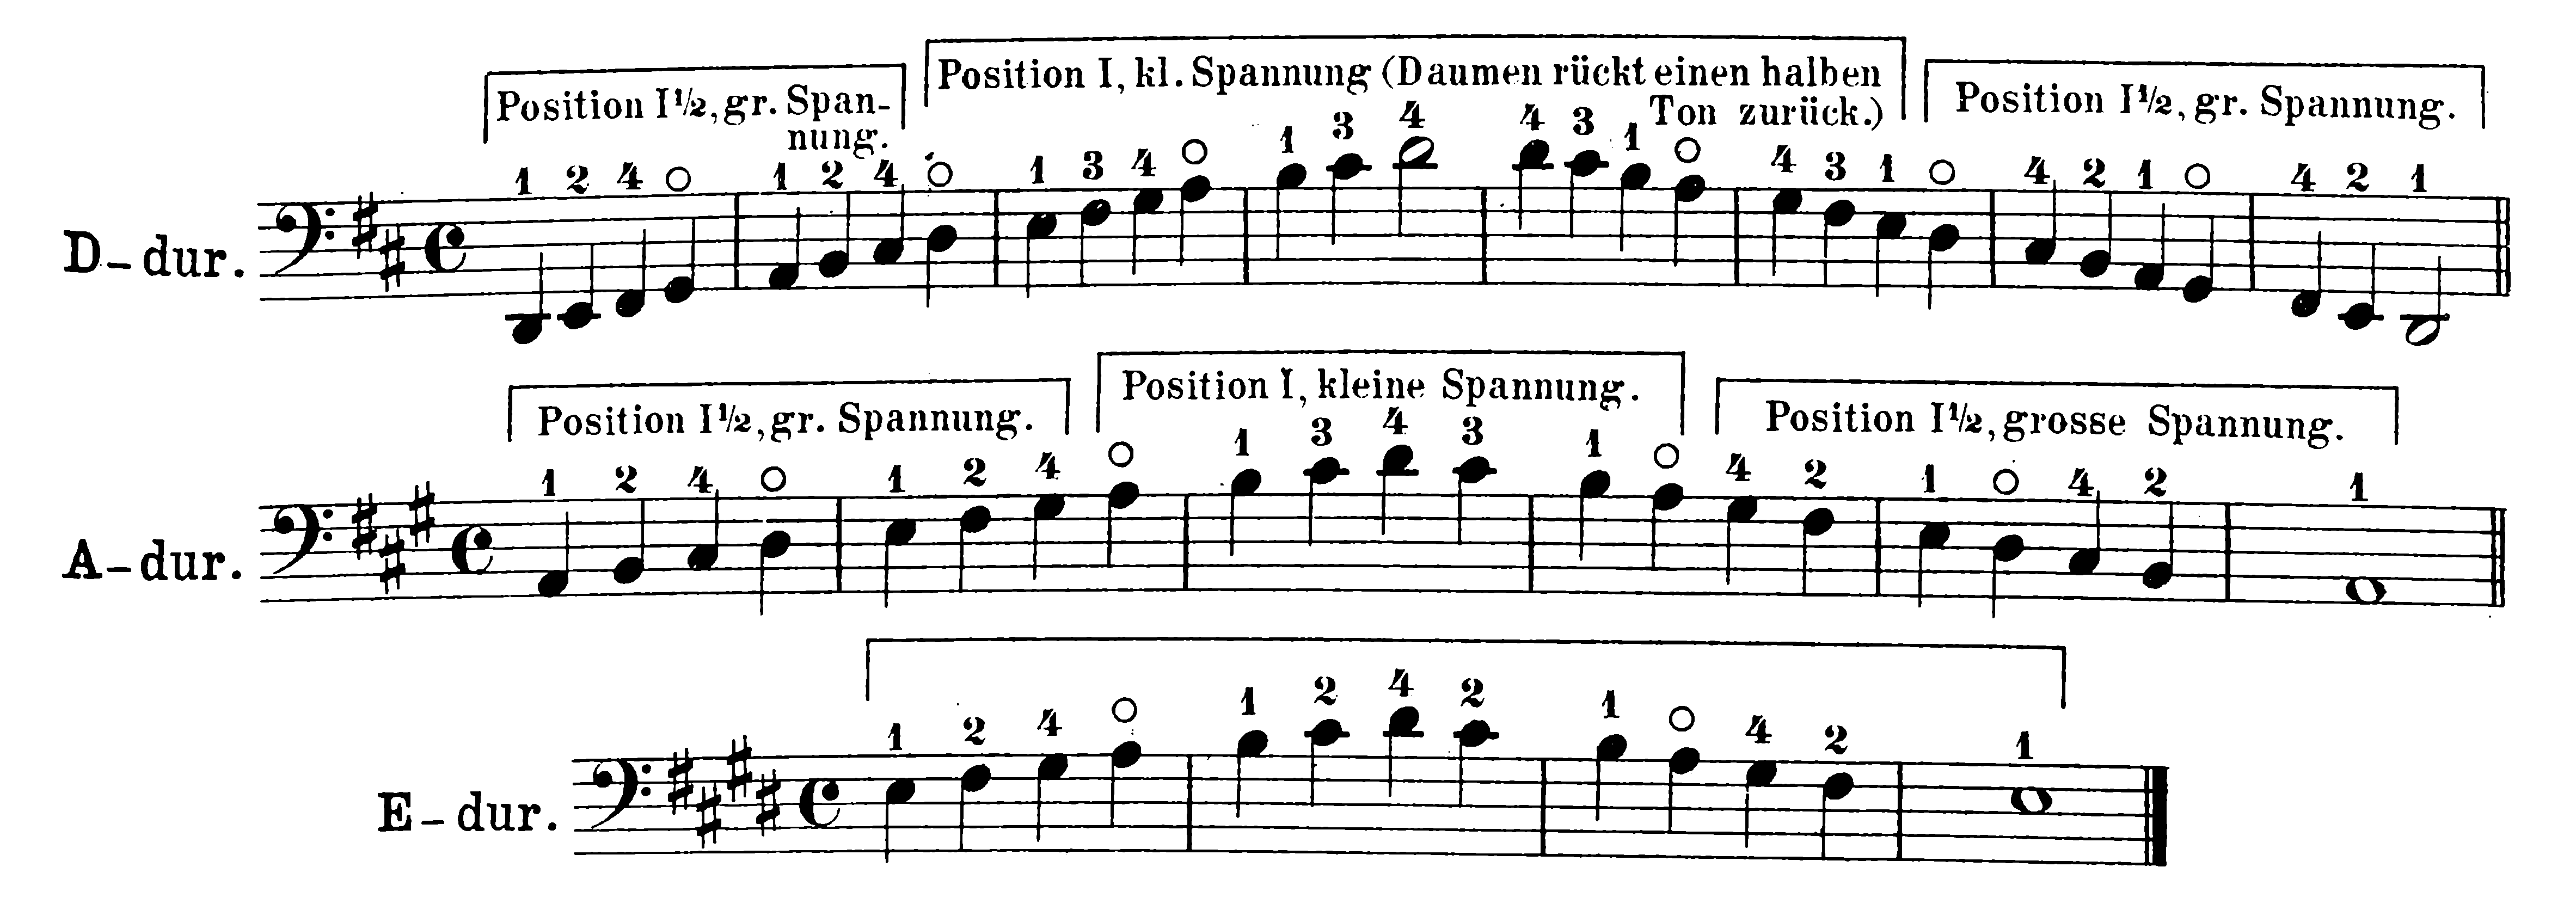 Position I½, gr. Span-
nung.
Position I, kl. Spannung (Daumen rückt einen halben
Ton zurück.)
Position I½, gr. Spannung.
1 2 4 o 1 2 4 o 1 3 4 o 1 3 4 4 3 1 o 4 3 1 o 4 2 1 o 4 2 1
D-dur.
Position I½, gr. Spannung.
Position I, kleine Spannung.
Position I½, grosse Spannung.
1 2 4 o 1 2 4 o 1 3 4 3 1 o 4 2 1 o 4 2 1
A-dur.
1 2 4 o 1 2 4 2 1 o 4 2 1
E-dur.